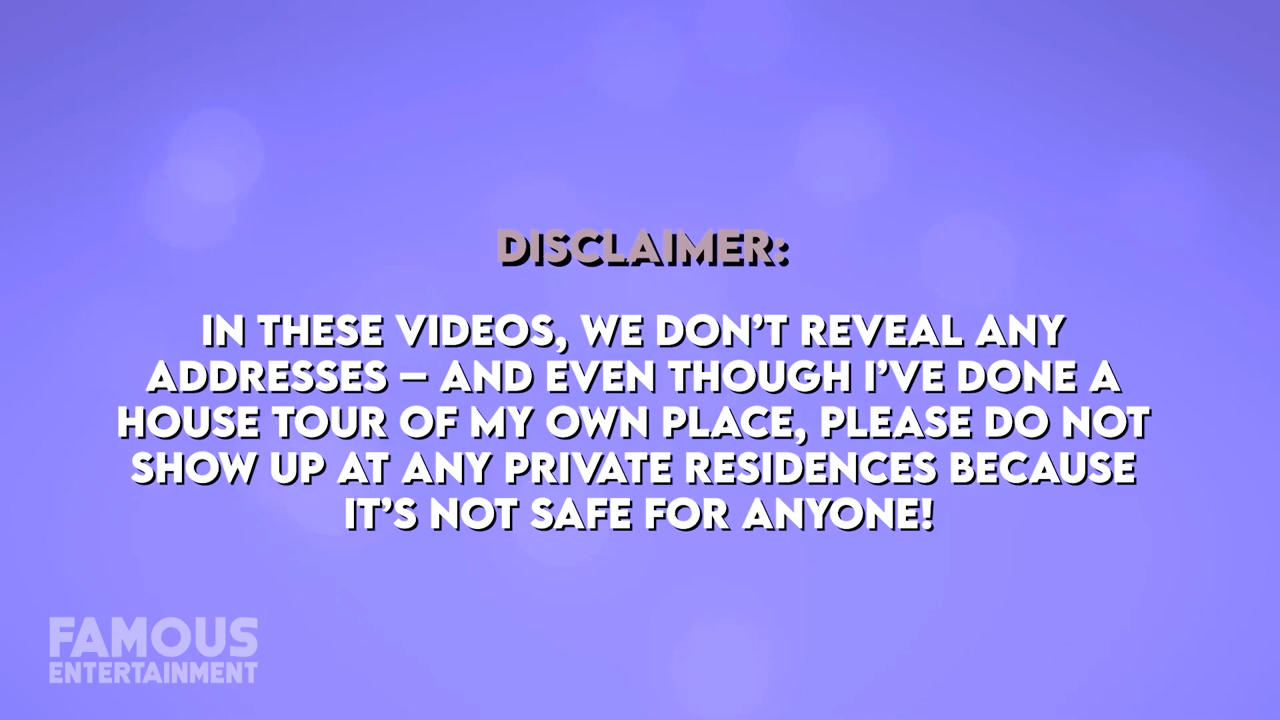 DISCLAIMER:
IN THESE VIDEOS, WE DON'T REVEAL ANY
ADDRESSES – AND EVEN THOUGH I'VE DONE A
HOUSE TOUR OF MY OWN PLACE, PLEASE DO NOT
SHOW UP AT ANY PRIVATE RESIDENCES BECAUSE
IT'S NOT SAFE FOR ANYONE!
FAMOUS
ENTERTAINMENT